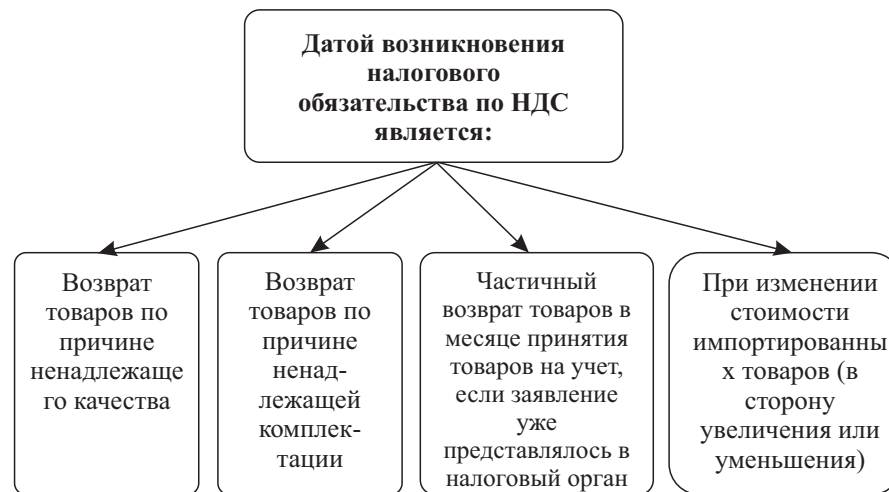 Датой возникновения
налогового
обязательства по НДС
является:
Возврат
товаров по
причине
ненадлежаще
го качества
Возврат
товаров по
причине
ненад-
лежащей
комплек-
тации
Частичный
возврат товаров в
месяце принятия
товаров на учет,
если заявление
уже
представлялось в
налоговый орган
При изменении
стоимости
импортированны
х товаров (в
сторону
увеличения или
уменьшения)